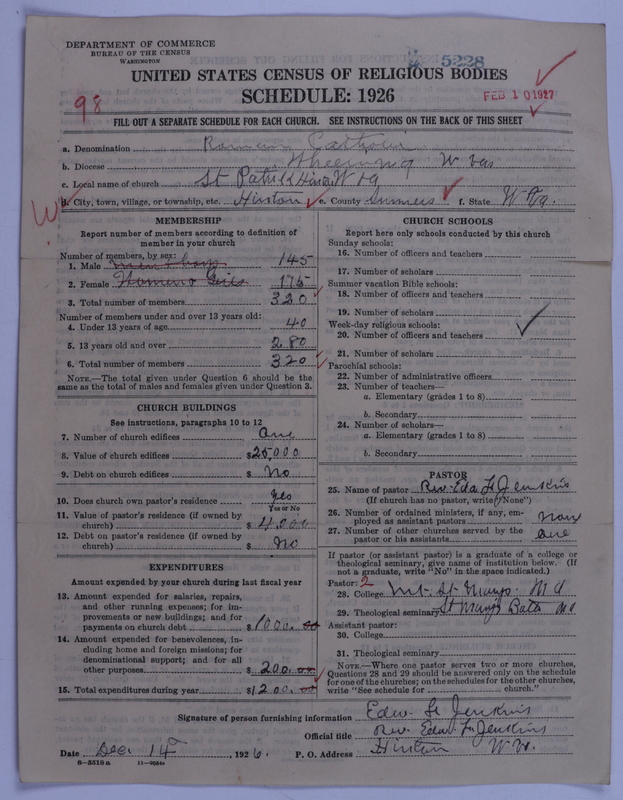 DEPARTMENT OF COMMERCE
BUREAU OF THE CENSUS
WASHINGTON
5228
UNITED STATES CENSUS OF RELIGIOUS BODIES
SCHEDULE: 1926
FEB 10 1927
98
FILL OUT A SEPARATE SCHEDULE FOR EACH CHURCH. SEE INSTRUCTIONS ON THE BACK OF THIS SHEET
a. Denomination Roman Catholic
b. Diocese Wheeling W Va
c. Local name of church St Patrick Hinton W Va
d. City, town, village, or township, etc. Hinton e. County Summers f. State W Va.
MEMBERSHIP
Report number of members according to definition of member in your church
Number of members, by sex:
1. Male men & boys 145
2. Female Women & Girls 175
3. Total number of members 320
Number of members under and over 13 years old:
4. Under 13 years of age 40
5. 13 years old and over 280
6. Total number of members 320
NOTE.—The total given under Question 6 should be the same as the total of males and females given under Question 3.
CHURCH BUILDINGS
See instructions, paragraphs 10 to 12
7. Number of church edifices One
8. Value of church edifices $25,000
9. Debt on church edifices $ No
10. Does church own pastor's residence yes
Yes or No
11. Value of pastor's residence (if owned by church) $ 4,000
12. Debt on pastor's residence (if owned by church) $ No
EXPENDITURES
Amount expended by your church during last fiscal year
13. Amount expended for salaries, repairs, and other running expenses; for improvements or new buildings; and for payments on church debt $ 1000.00
14. Amount expended for benevolences, including home and foreign missions; for denominational support; and for all other purposes $ 200.00
15. Total expenditures during year $ 1200.00
CHURCH SCHOOLS
Report here only schools conducted by this church
Sunday schools:
16. Number of officers and teachers
17. Number of scholars
Summer vacation Bible schools:
18. Number of officers and teachers
19. Number of scholars
Week-day religious schools:
20. Number of officers and teachers
21. Number of scholars
Parochial schools:
22. Number of administrative officers
23. Number of teachers—
a. Elementary (grades 1 to 8)
b. Secondary
24. Number of scholars—
a. Elementary (grades 1 to 8)
b. Secondary
PASTOR
25. Name of pastor Rev. Edw F Jenkins
(If church has no pastor, write "None")
26. Number of ordained ministers, if any, employed as assistant pastors None
27. Number of other churches served by the pastor or his assistants One
If pastor (or assistant pastor) is a graduate of a college or theological seminary, give name of institution below. (If not a graduate, write "No" in the space indicated.)
Pastor: 2
28. College Mt. St Marys Md
29. Theological seminary St Marys Balto Md
Assistant pastor:
30. College
31. Theological seminary
NOTE.—Where one pastor serves two or more churches, Questions 28 and 29 should be answered only on the schedule for one of the churches; on the schedules for the other churches, write "See schedule for church."
Signature of person furnishing information Edw. F Jenkins
Official title Rev. Edw F Jenkins
Date Dec. 14 1926. P. O. Address Hinton W Va.
8-5518a 11-9054a